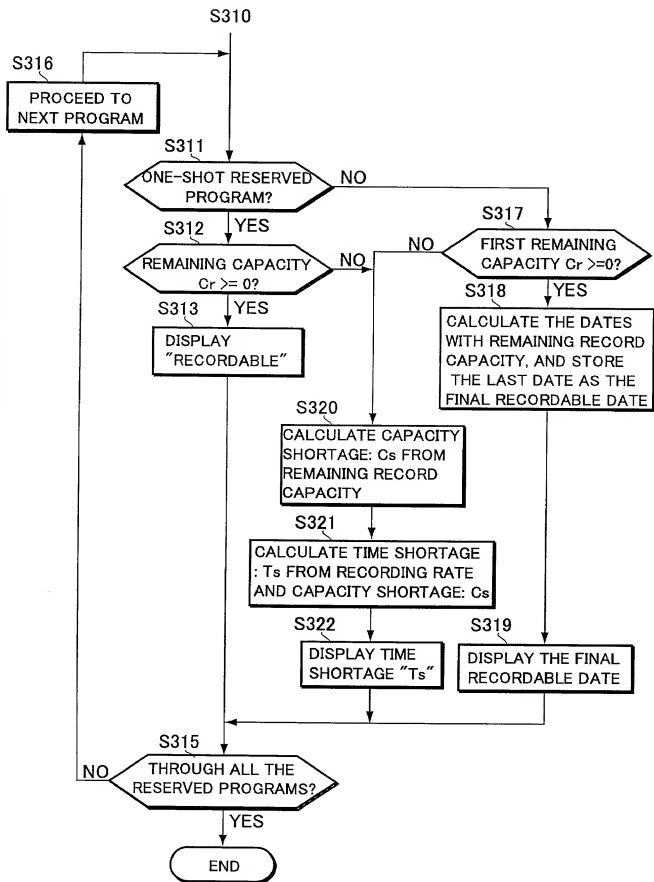 S310
S316
PROCEED TO
NEXT PROGRAM
S311
ONE-SHOT RESERVED
PROGRAM?
NO
YES
S312
REMAINING CAPACITY
Cr >= 0?
NO
YES
S317
FIRST REMAINING
CAPACITY Cr >=0?
NO
YES
S313
DISPLAY
"RECORDABLE"
S318
CALCULATE THE DATES
WITH REMAINING RECORD
CAPACITY, AND STORE
THE LAST DATE AS THE
FINAL RECORDABLE DATE
S320
CALCULATE CAPACITY
SHORTAGE: Cs FROM
REMAINING RECORD
CAPACITY
S321
CALCULATE TIME SHORTAGE
: Ts FROM RECORDING RATE
AND CAPACITY SHORTAGE: Cs
S322
DISPLAY TIME
SHORTAGE "Ts"
S319
DISPLAY THE FINAL
RECORDABLE DATE
S315
THROUGH ALL THE
RESERVED PROGRAMS?
NO
YES
END